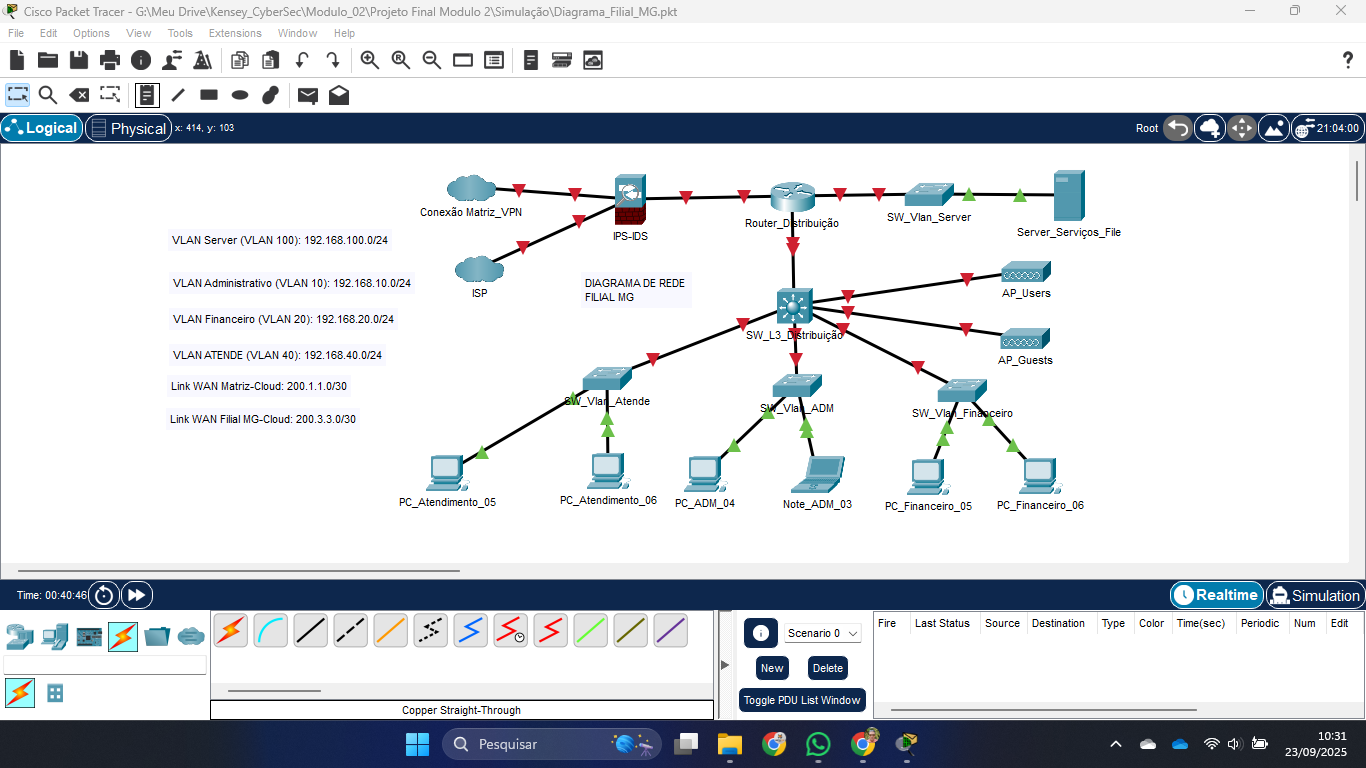 Cisco Packet Tracer - G:\Meu Drive\Kensey_CyberSec\Modulo_02\Projeto Final Modulo 2\Simulação\Diagrama_Filial_MG.pkt
File Edit Options View Tools Extensions Window Help
?
Logical Physical x: 414, y: 103 Root 21:04:00
Conexão Matriz_VPN
IPS-IDS
Router_Distribuição
SW_Vlan_Server
Server_Serviços_File
VLAN Server (VLAN 100): 192.168.100.0/24
ISP
VLAN Administrativo (VLAN 10): 192.168.10.0/24
DIAGRAMA DE REDE
FILIAL MG
AP_Users
VLAN Financeiro (VLAN 20): 192.168.20.0/24
SW_L3_Distribuição
VLAN ATENDE (VLAN 40): 192.168.40.0/24
AP_Guests
Link WAN Matriz-Cloud: 200.1.1.0/30
SW_Vlan_Atende
SW_Vlan_ADM
SW_Vlan_Financeiro
Link WAN Filial MG-Cloud: 200.3.3.0/30
PC_Atendimento_05
PC_Atendimento_06
PC_ADM_04
Note_ADM_03
PC_Financeiro_05
PC_Financeiro_06
Time: 00:40:46 Realtime Simulation
Scenario 0
Fire Last Status Source Destination Type Color Time(sec) Periodic Num Edit
New Delete
Toggle PDU List Window
Copper Straight-Through
Pesquisar
10:31
23/09/2025